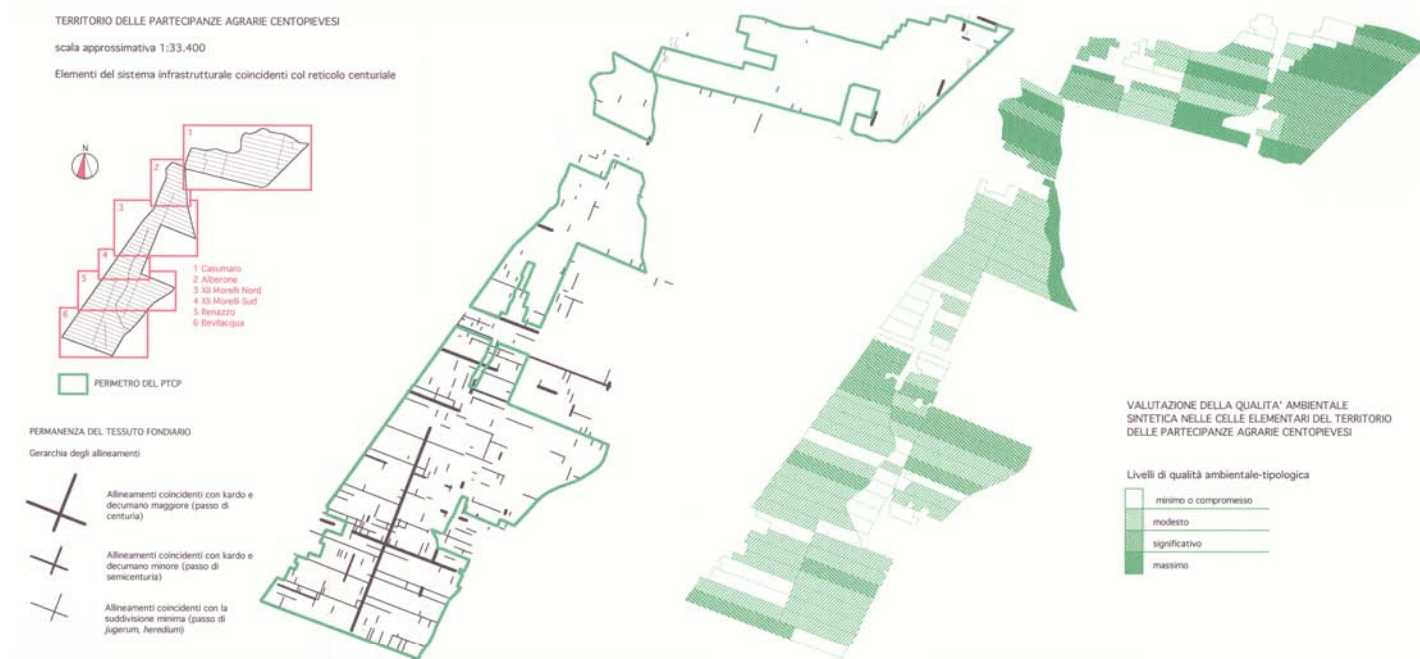 TERRITORIO DELLE PARTECIPANZE AGRARIE CENTOPIEVESI
scala approssimativa 1:33.400
Elementi del sistema infrastrutturale coincidenti col reticolo centuriale
N
1
2
3
4
5
6
1 Casumaro
2 Alberone
3 XII Morelli Nord
4 XII Morelli Sud
5 Renazzo
6 Bevilacqua
PERIMETRO DEL PTCP
PERMANENZA DEL TESSUTO FONDIARIO
Gerarchia degli allineamenti
Allineamenti coincidenti con kardo e
decumano maggiore (passo di
centuria)
Allineamenti coincidenti con kardo e
decumano minore (passo di
semicenturia)
Allineamenti coincidenti con la
suddivisione minima (passo di
jugerum, heredium)
VALUTAZIONE DELLA QUALITA' AMBIENTALE
SINTETICA NELLE CELLE ELEMENTARI DEL TERRITORIO
DELLE PARTECIPANZE AGRARIE CENTOPIEVESI
Livelli di qualità ambientale-tipologica
minimo o compromesso
modesto
significativo
massimo